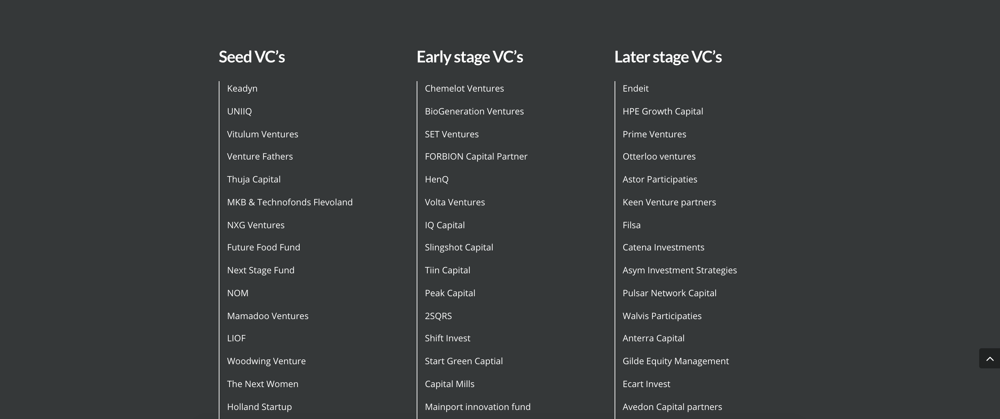 Seed VC’s
Keadyn
UNIIQ
Vitulum Ventures
Venture Fathers
Thuja Capital
MKB & Technofonds Flevoland
NXG Ventures
Future Food Fund
Next Stage Fund
NOM
Mamadoo Ventures
LIOF
Woodwing Venture
The Next Women
Holland Startup
Early stage VC’s
Chemelot Ventures
BioGeneration Ventures
SET Ventures
FORBION Capital Partner
HenQ
Volta Ventures
IQ Capital
Slingshot Capital
Tiin Capital
Peak Capital
2SQRS
Shift Invest
Start Green Captial
Capital Mills
Mainport innovation fund
Later stage VC’s
Endeit
HPE Growth Capital
Prime Ventures
Otterloo ventures
Astor Participaties
Keen Venture partners
Filsa
Catena Investments
Asym Investment Strategies
Pulsar Network Capital
Walvis Participaties
Anterra Capital
Gilde Equity Management
Ecart Invest
Avedon Capital partners